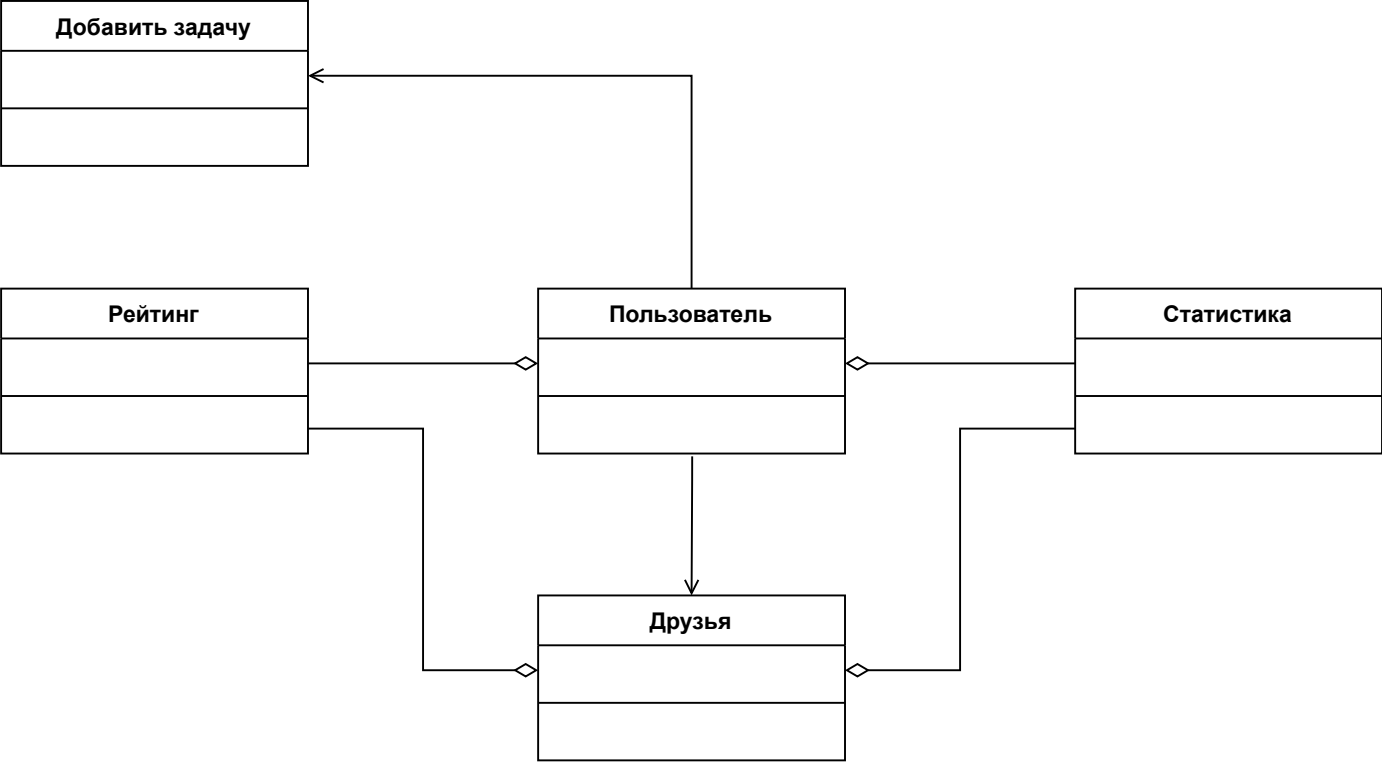 Добавить задачу
Рейтинг
Пользователь
Статистика
Друзья